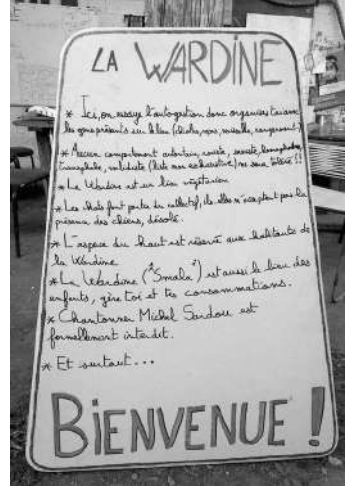 LA WARDINE
* Ici, on essaye l'autogestion donc organises toi avec
les gens présents sur le lieu (, vaisselle, rangement)
* Aucun comportement autoritaire, raciste, sexiste, homophobe,
transphobe, validiste (liste non exhaustive) ne sera toléré !!
* La Wardine est un lieu végétarien
* Les chats font partie du collectif, ils elles n'acceptent pas la
présence des chiens, désolé.
* L'espace du haut est réservé aux habitants de
la Wardine
* La Wardine ("Smala") est aussi le lieu des
enfants, gère toi et tes consommations.
* Chantonner Michel Sardou est
formellement interdit.
* Et surtout...
BIENVENUE !